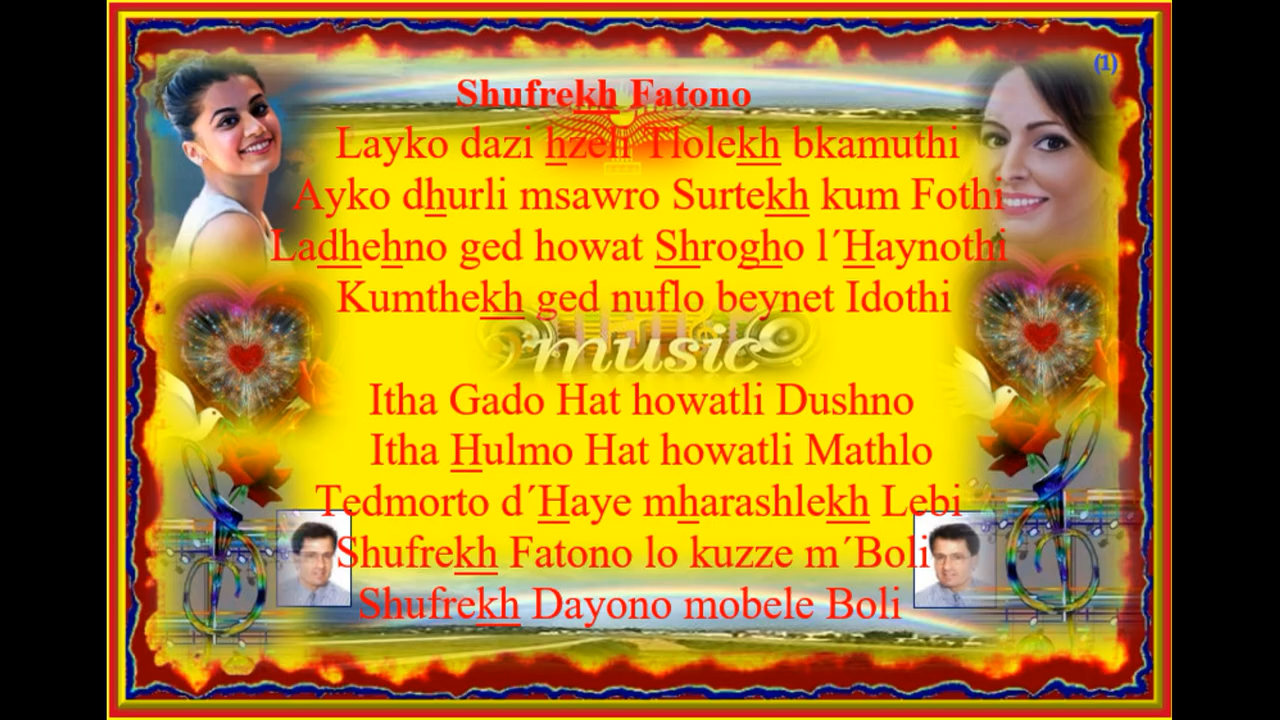 (1)
Shufrekh Fatono
Layko dazi hzeli Tlolekh bkamuthi
Ayko dhurli msawro Surtekh kum Fothi
Ladhehno ged howat Shrogho l´Haynothi
Kumthekh ged nuflo beynet Idothi
music
Itha Gado Hat howatli Dushno
Itha Hulmo Hat howatli Mathlo
Tedmorto d´Haye mharashlekh Lebi
Shufrekh Fatono lo kuzze m´Boli
Shufrekh Dayono mobele Boli